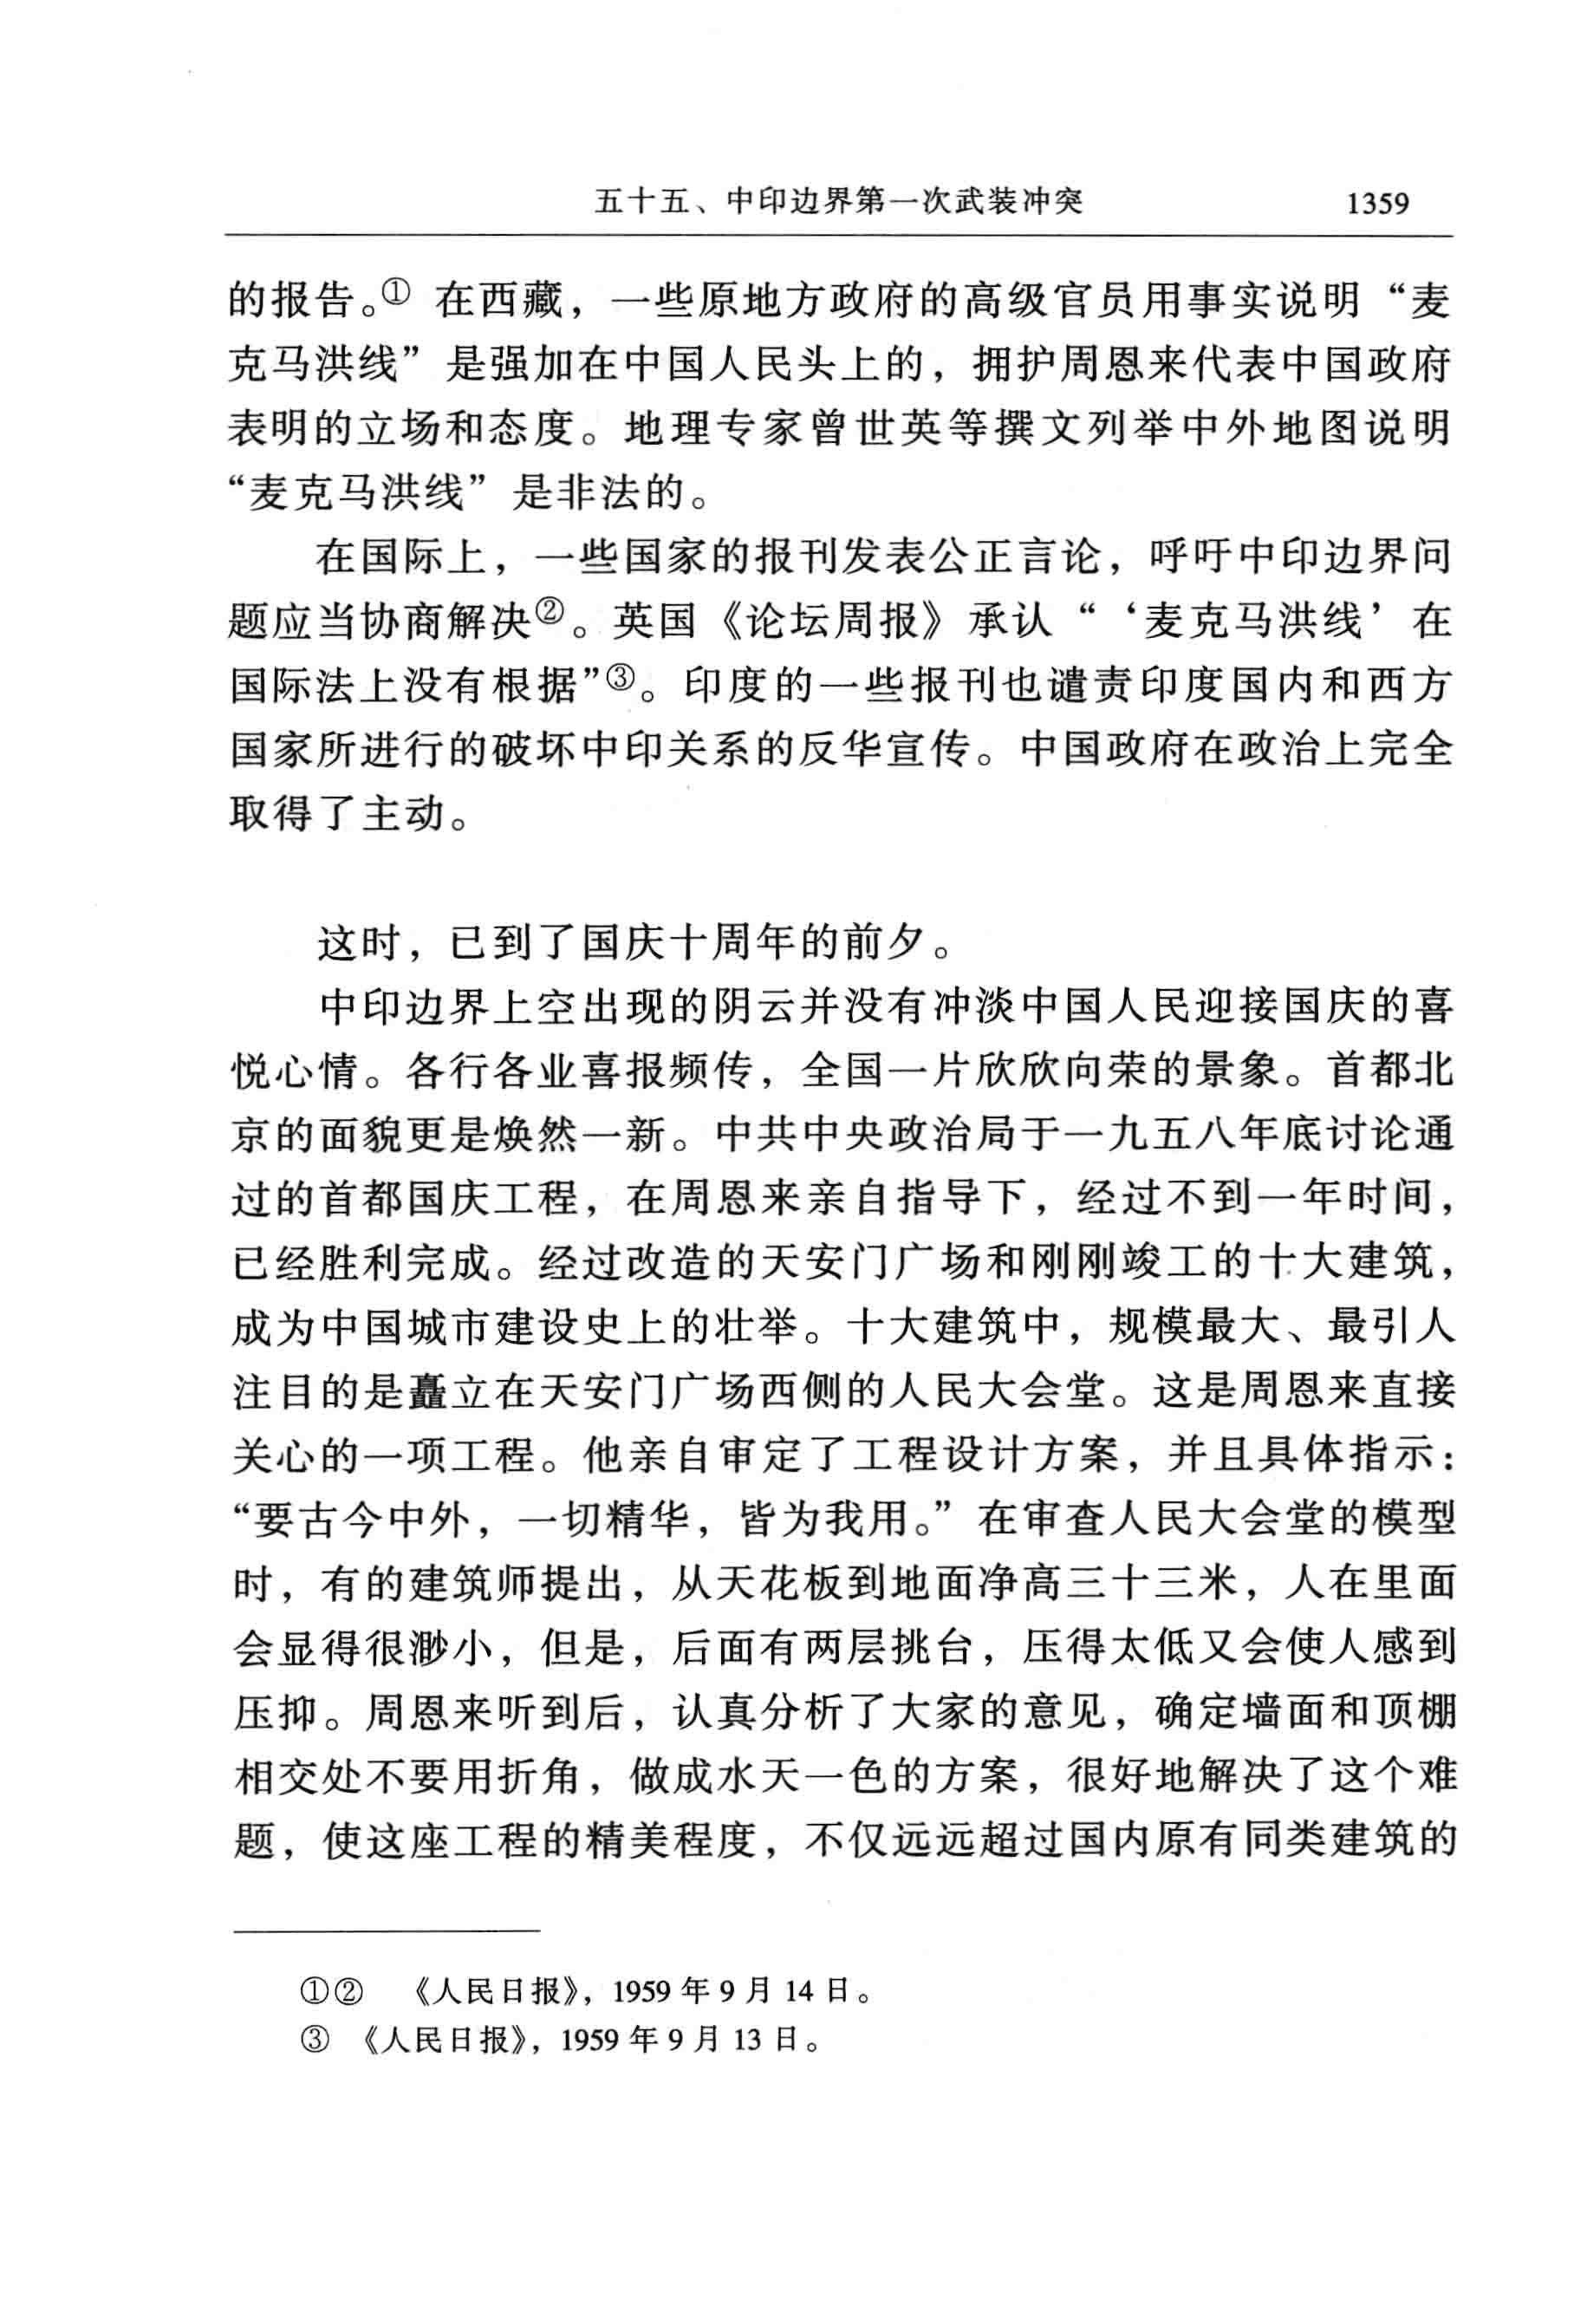 五十五、中印边界第一次武装冲突 1359
的报告。① 在西藏，一些原地方政府的高级官员用事实说明“麦
克马洪线”是强加在中国人民头上的，拥护周恩来代表中国政府
表明的立场和态度。地理专家曾世英等撰文列举中外地图说明
“麦克马洪线”是非法的。
在国际上，一些国家的报刊发表公正言论，呼吁中印边界问
题应当协商解决②。英国《论坛周报》承认“‘麦克马洪线’在
国际法上没有根据”③。印度的一些报刊也谴责印度国内和西方
国家所进行的破坏中印关系的反华宣传。中国政府在政治上完全
取得了主动。
这时，已到了国庆十周年的前夕。
中印边界上空出现的阴云并没有冲淡中国人民迎接国庆的喜
悦心情。各行各业喜报频传，全国一片欣欣向荣的景象。首都北
京的面貌更是焕然一新。中共中央政治局于一九五八年底讨论通
过的首都国庆工程，在周恩来亲自指导下，经过不到一年时间，
已经胜利完成。经过改造的天安门广场和刚刚竣工的十大建筑，
成为中国城市建设史上的壮举。十大建筑中，规模最大、最引人
注目的是矗立在天安门广场西侧的人民大会堂。这是周恩来直接
关心的一项工程。他亲自审定了工程设计方案，并且具体指示：
“要古今中外，一切精华，皆为我用。”在审查人民大会堂的模型
时，有的建筑师提出，从天花板到地面净高三十三米，人在里面
会显得很渺小，但是，后面有两层挑台，压得太低又会使人感到
压抑。周恩来听到后，认真分析了大家的意见，确定墙面和顶棚
相交处不要用折角，做成水天一色的方案，很好地解决了这个难
题，使这座工程的精美程度，不仅远远超过国内原有同类建筑的
①② 《人民日报》，1959 年 9 月 14 日。
③ 《人民日报》，1959 年 9 月 13 日。